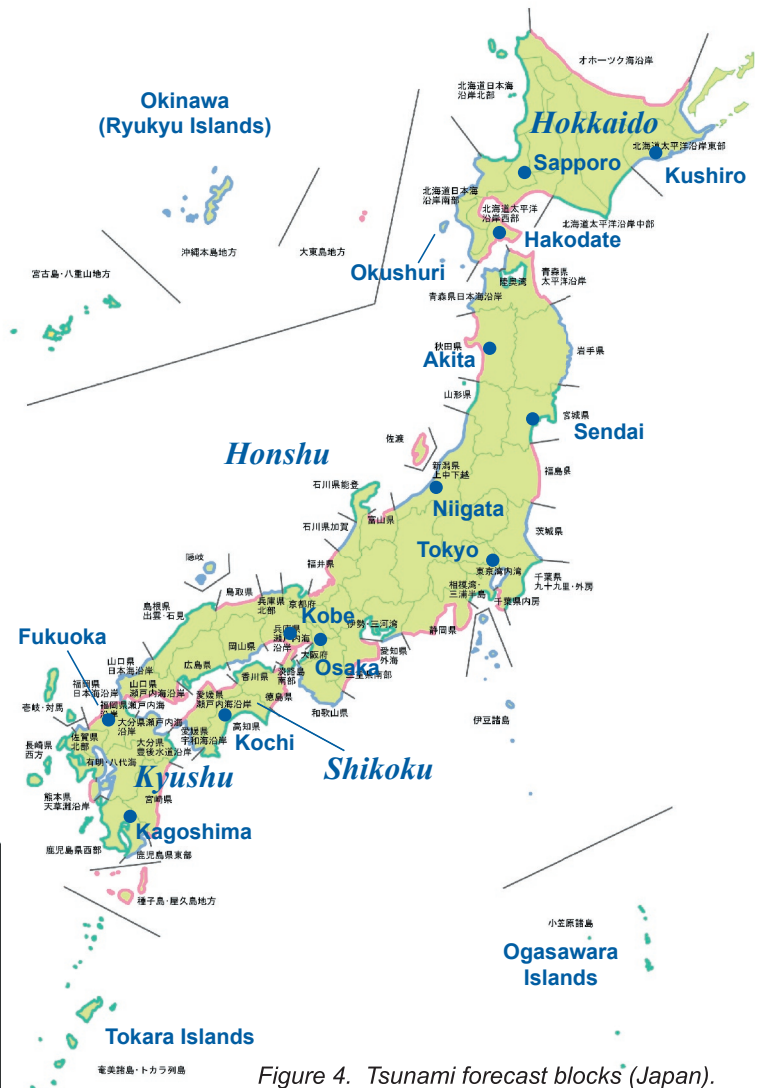 オホーツク海沿岸
北海道日本海
沿岸北部
Okinawa
(Ryukyu Islands)
Hokkaido
北海道太平洋沿岸東部
Sapporo
Kushiro
北海道日本海
沿岸南部
北海道太平洋
沿岸西部
北海道太平洋沿岸中部
Hakodate
沖縄本島地方
大東島地方
Okushuri
宮古島・八重山地方
陸奥湾
青森県
太平洋沿岸
青森県日本海沿岸
秋田県
Akita
岩手県
山形県
宮城県
Sendai
佐渡
Honshu
新潟県
上中下越
福島県
石川県能登
Niigata
石川県加賀
富山県
茨城県
Tokyo
隠岐
福井県
東京湾内湾
千葉県
九十九里・外房
相模湾・
三浦半島
千葉県内房
鳥取県
兵庫県
北部
京都府
島根県
出雲・石見
Kobe
伊勢・三河湾
静岡県
Fukuoka
岡山県
兵庫県
瀬戸内海
沿岸
大阪府
Osaka
愛知県
外海
三重県南部
山口県
日本海沿岸
広島県
香川県
淡路島
南部
福岡県
日本海沿岸
山口県
瀬戸内海沿岸
愛媛県
瀬戸内海沿岸
徳島県
和歌山県
壱岐・対馬
福岡県瀬戸内海
沿岸
大分県瀬戸内海
沿岸
高知県
Kochi
伊豆諸島
佐賀県
北部
愛媛県
宇和海沿岸
大分県
豊後水道沿岸
長崎県
西方
有明・八代海
Shikoku
Kyushu
熊本県
天草灘沿岸
宮崎県
Kagoshima
鹿児島県西部
鹿児島県東部
種子島・屋久島地方
小笠原諸島
Ogasawara
Islands
Tokara Islands
奄美諸島・トカラ列島
Figure 4. Tsunami forecast blocks (Japan).